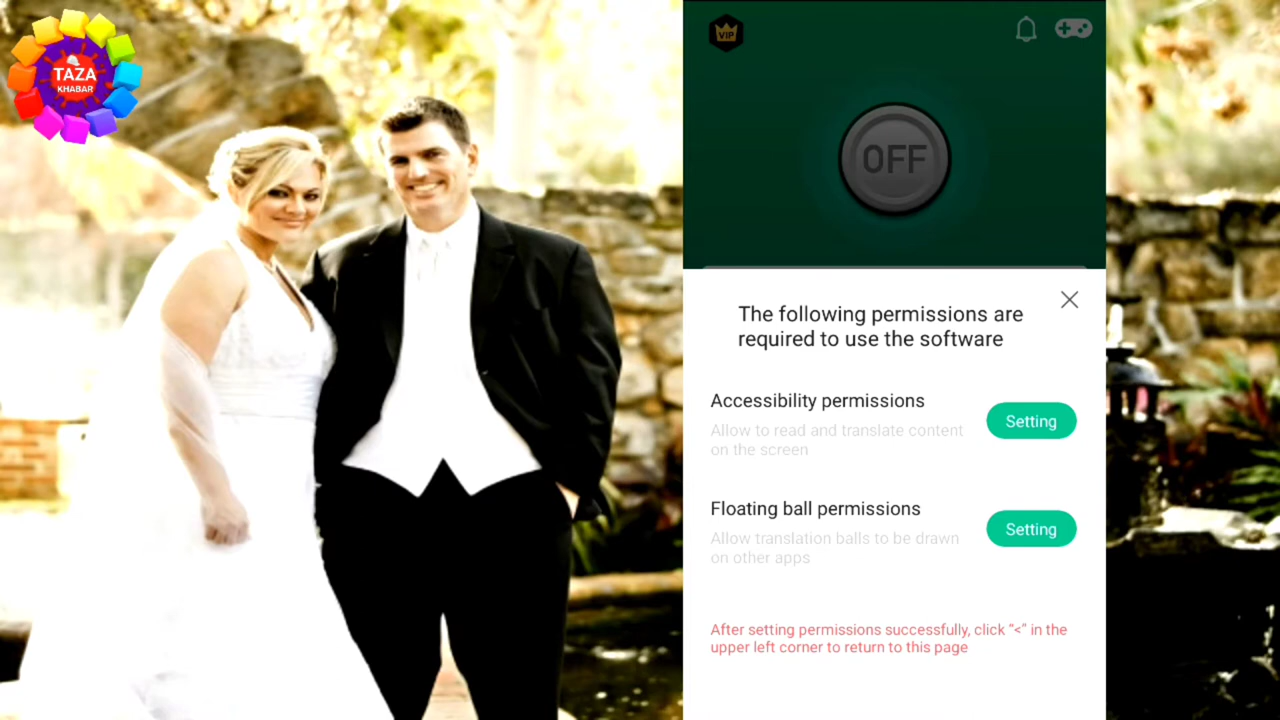 TAZA
KHABAR
VIP
OFF
The following permissions are
required to use the software
Accessibility permissions
Allow to read and translate content
on the screen
Setting
Floating ball permissions
Allow translation balls to be drawn
on other apps
Setting
After setting permissions successfully, click "<" in the
upper left corner to return to this page